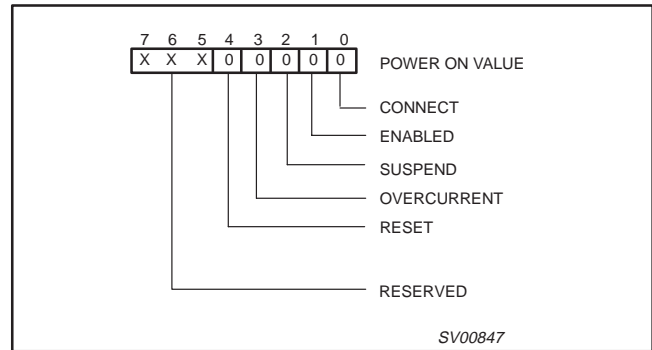 7 6 5 4 3 2 1 0
X X X 0 0 0 0 0 POWER ON VALUE
CONNECT
ENABLED
SUSPEND
OVERCURRENT
RESET
RESERVED
SV00847